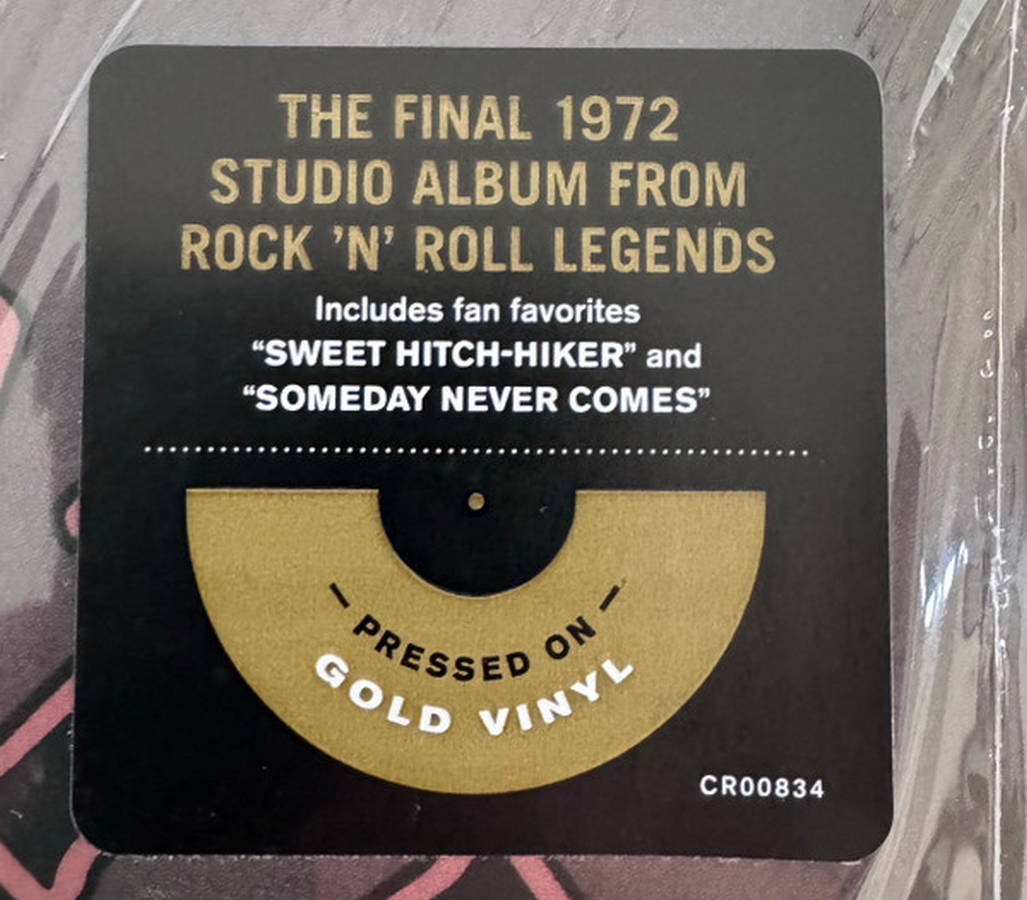 THE FINAL 1972
STUDIO ALBUM FROM
ROCK 'N' ROLL LEGENDS
Includes fan favorites
“SWEET HITCH-HIKER” and
“SOMEDAY NEVER COMES”
— PRESSED ON —
GOLD VINYL
CR00834